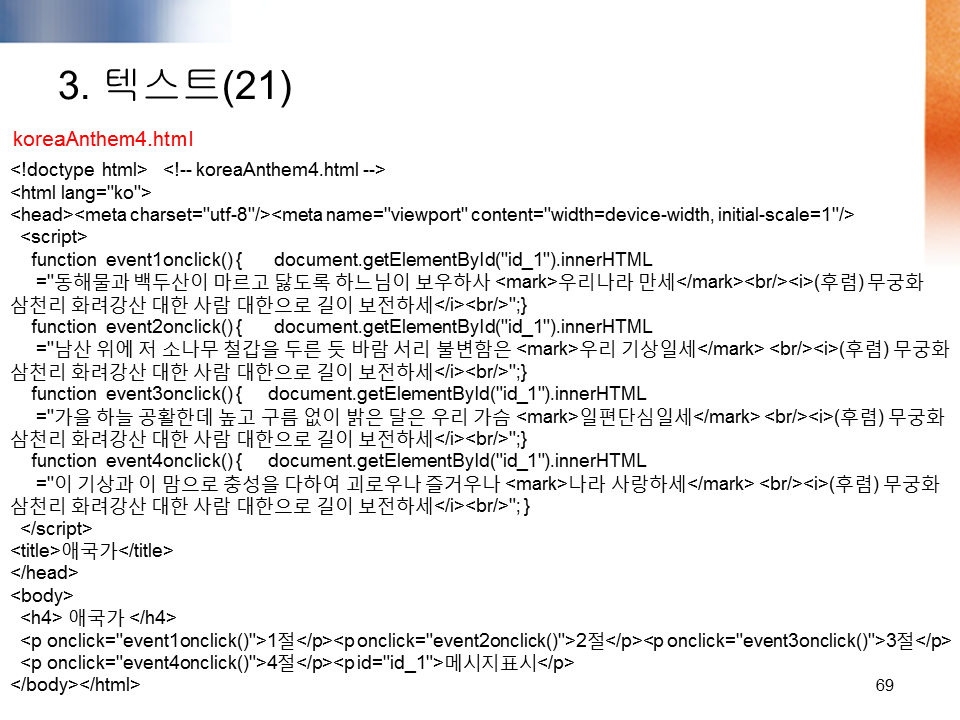 3. 텍스트(21)
koreaAnthem4.html
<!doctype html>   <!-- koreaAnthem4.html -->
<html lang="ko">
<head><meta charset="utf-8"/><meta name="viewport" content="width=device-width, initial-scale=1"/>
  <script>
    function  event1onclick() {       document.getElementById("id_1").innerHTML
     ="동해물과 백두산이 마르고 닳도록 하느님이 보우하사 <mark>우리나라 만세</mark><br/><i>(후렴) 무궁화
삼천리 화려강산 대한 사람 대한으로 길이 보전하세</i><br/>";}
    function  event2onclick() {       document.getElementById("id_1").innerHTML
     ="남산 위에 저 소나무 철갑을 두른 듯 바람 서리 불변함은 <mark>우리 기상일세</mark> <br/><i>(후렴) 무궁화
삼천리 화려강산 대한 사람 대한으로 길이 보전하세</i><br/>";}
    function  event3onclick() {      document.getElementById("id_1").innerHTML
     ="가을 하늘 공활한데 높고 구름 없이 밝은 달은 우리 가슴 <mark>일편단심일세</mark> <br/><i>(후렴) 무궁화
삼천리 화려강산 대한 사람 대한으로 길이 보전하세</i><br/>";}
    function  event4onclick() {      document.getElementById("id_1").innerHTML
     ="이 기상과 이 맘으로 충성을 다하여 괴로우나 즐거우나 <mark>나라 사랑하세</mark> <br/><i>(후렴) 무궁화
삼천리 화려강산 대한 사람 대한으로 길이 보전하세</i><br/>"; }
  </script>
<title>애국가</title>
</head>
<body>
  <h4> 애국가 </h4>
  <p onclick="event1onclick()">1절</p><p onclick="event2onclick()">2절</p><p onclick="event3onclick()">3절</p>
  <p onclick="event4onclick()">4절</p><p id="id_1">메시지표시</p>
</body></html>
69